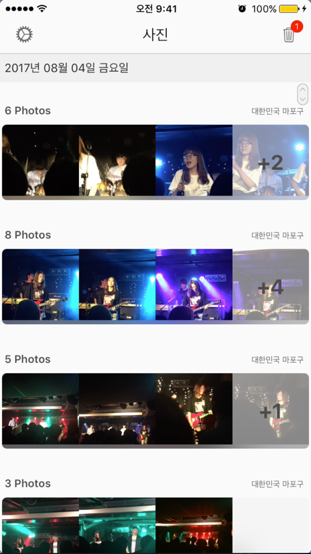 오전 9:41
100%
사진
1
2017년 08월 04일 금요일
6 Photos
대한민국 마포구
+2
8 Photos
대한민국 마포구
+4
5 Photos
대한민국 마포구
+1
3 Photos
대한민국 마포구